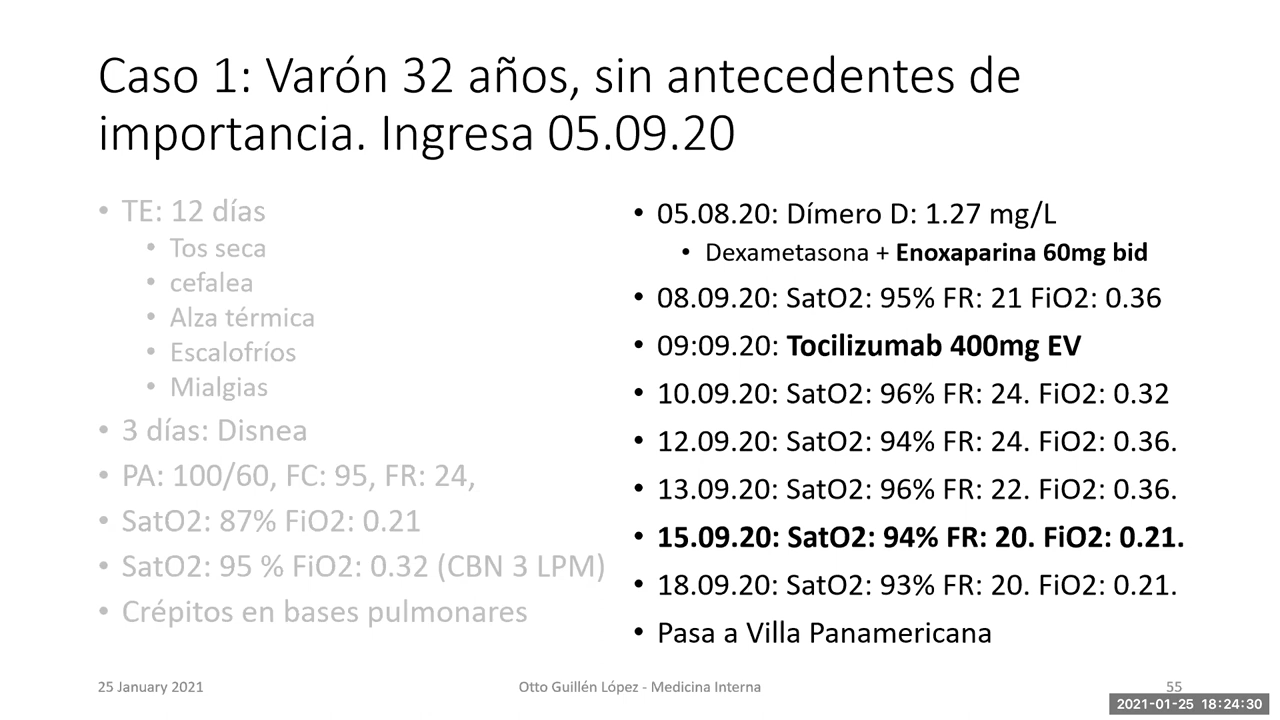 Caso 1: Varón 32 años, sin antecedentes de
importancia. Ingresa 05.09.20
• TE: 12 días
• Tos seca
• cefalea
• Alza térmica
• Escalofríos
• Mialgias
• 3 días: Disnea
• PA: 100/60, FC: 95, FR: 24,
• SatO2: 87% FiO2: 0.21
• SatO2: 95 % FiO2: 0.32 (CBN 3 LPM)
• Crépitos en bases pulmonares
• 05.08.20: Dímero D: 1.27 mg/L
• Dexametasona + Enoxaparina 60mg bid
• 08.09.20: SatO2: 95% FR: 21 FiO2: 0.36
• 09:09.20: Tocilizumab 400mg EV
• 10.09.20: SatO2: 96% FR: 24. FiO2: 0.32
• 12.09.20: SatO2: 94% FR: 24. FiO2: 0.36.
• 13.09.20: SatO2: 96% FR: 22. FiO2: 0.36.
• 15.09.20: SatO2: 94% FR: 20. FiO2: 0.21.
• 18.09.20: SatO2: 93% FR: 20. FiO2: 0.21.
• Pasa a Villa Panamericana
25 January 2021
Otto Guillén López - Medicina Interna
55
2021-01-25 18:24:30